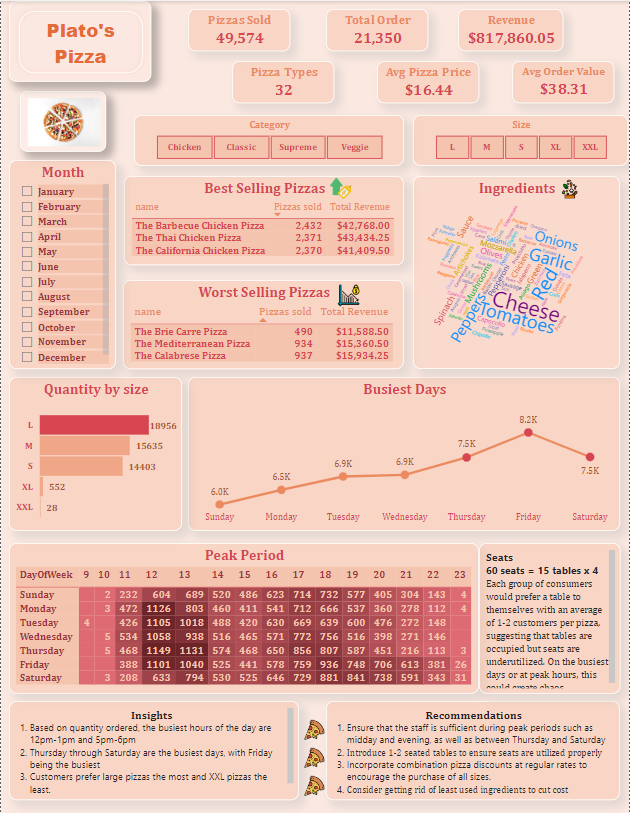 Plato's
Pizza
Pizzas Sold
49,574
Total Order
21,350
Revenue
$817,860.05
Pizza Types
32
Avg Pizza Price
$16.44
Avg Order Value
$38.31
Category
Chicken Classic Supreme Veggie
Size
L M S XL XXL
Month
January
February
March
April
May
June
July
August
September
October
November
December
Best Selling Pizzas
name Pizzas sold Total Revenue
The Barbecue Chicken Pizza 2,432 $42,768.00
The Thai Chicken Pizza 2,371 $43,434.25
The California Chicken Pizza 2,370 $41,409.50
Worst Selling Pizzas
name Pizzas sold Total Revenue
The Brie Carre Pizza 490 $11,588.50
The Mediterranean Pizza 934 $15,360.50
The Calabrese Pizza 937 $15,934.25
Ingredients
Sauce
Onions
Mozzarella
Olives
Garlic
Artichokes
Chicken
Green
Red
Mushrooms
Pepperoni
Spinach
Cheese
Peppers
Tomatoes
Capocollo
Chipotle
Quantity by size
L 18956
M 15635
S 14403
XL 552
XXL 28
Busiest Days
6.0K 6.5K 6.9K 6.9K 7.5K 8.2K 7.5K
Sunday Monday Tuesday Wednesday Thursday Friday Saturday
Peak Period
DayOfWeek 9 10 11 12 13 14 15 16 17 18 19 20 21 22 23
Sunday 2 232 604 689 520 486 623 714 732 577 405 304 143 4
Monday 3 472 1126 803 460 411 541 712 666 537 360 278 112 4
Tuesday 4 426 1105 1018 488 420 630 669 639 600 476 272 148
Wednesday 5 534 1058 938 516 465 571 772 756 516 398 271 146
Thursday 5 468 1149 1131 574 468 650 856 807 587 451 216 113 3
Friday 388 1101 1040 525 441 578 759 936 748 706 613 381 26
Saturday 3 208 633 794 530 525 646 729 881 841 738 591 343 31
Seats
60 seats = 15 tables x 4
Each group of consumers
would prefer a table to
themselves with an average
of 1-2 customers per pizza,
suggesting that tables are
occupied but seats are
underutilized. On the busiest
days or at peak hours, this
could create chaos
Insights
1. Based on quantity ordered, the busiest hours of the day are
12pm-1pm and 5pm-6pm
2. Thursday through Saturday are the busiest days, with Friday
being the busiest
3. Customers prefer large pizzas the most and XXL pizzas the
least.
Recommendations
1. Ensure that the staff is sufficient during peak periods such as
midday and evening, as well as between Thursday and Saturday
2. Introduce 1-2 seated tables to ensure seats are utilized properly
3. Incorporate combination pizza discounts at regular rates to
encourage the purchase of all sizes.
4. Consider getting rid of least used ingredients to cut cost